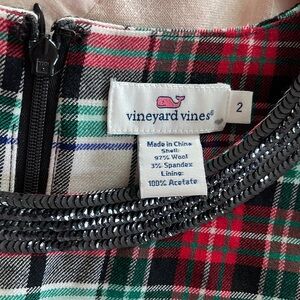 vineyard vines®
2
Made in China
Shell:
97% Wool
3% Spandex
Lining:
100% Acetate